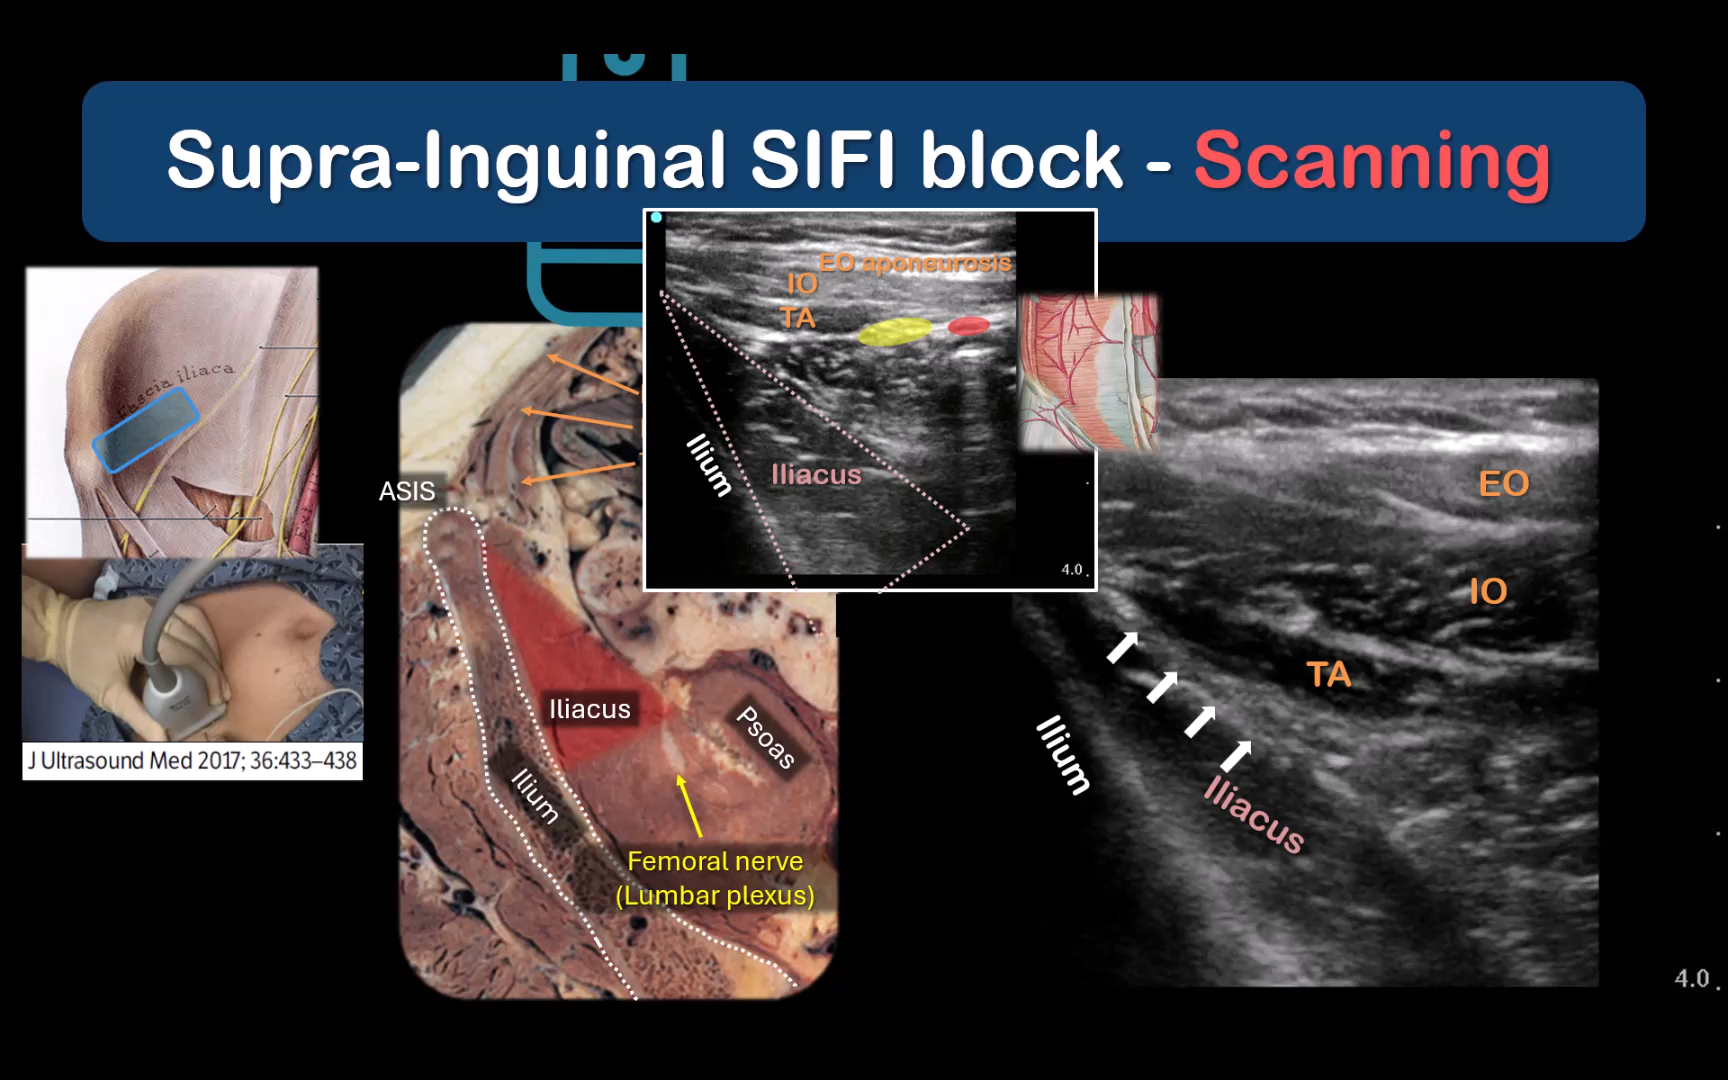 Supra-Inguinal SIFI block - Scanning
Fascia iliaca
J Ultrasound Med 2017; 36:433–438
ASIS
Iliacus
Psoas
Ilium
Femoral nerve
(Lumbar plexus)
EO aponeurosis
IO
TA
Ilium
Iliacus
4.0
EO
IO
TA
Ilium
Iliacus
4.0